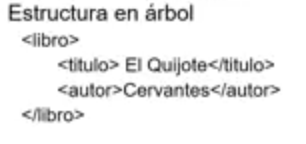 Estructura en árbol
<libro>
<titulo> El Quijote</titulo>
<autor>Cervantes</autor>
</libro>